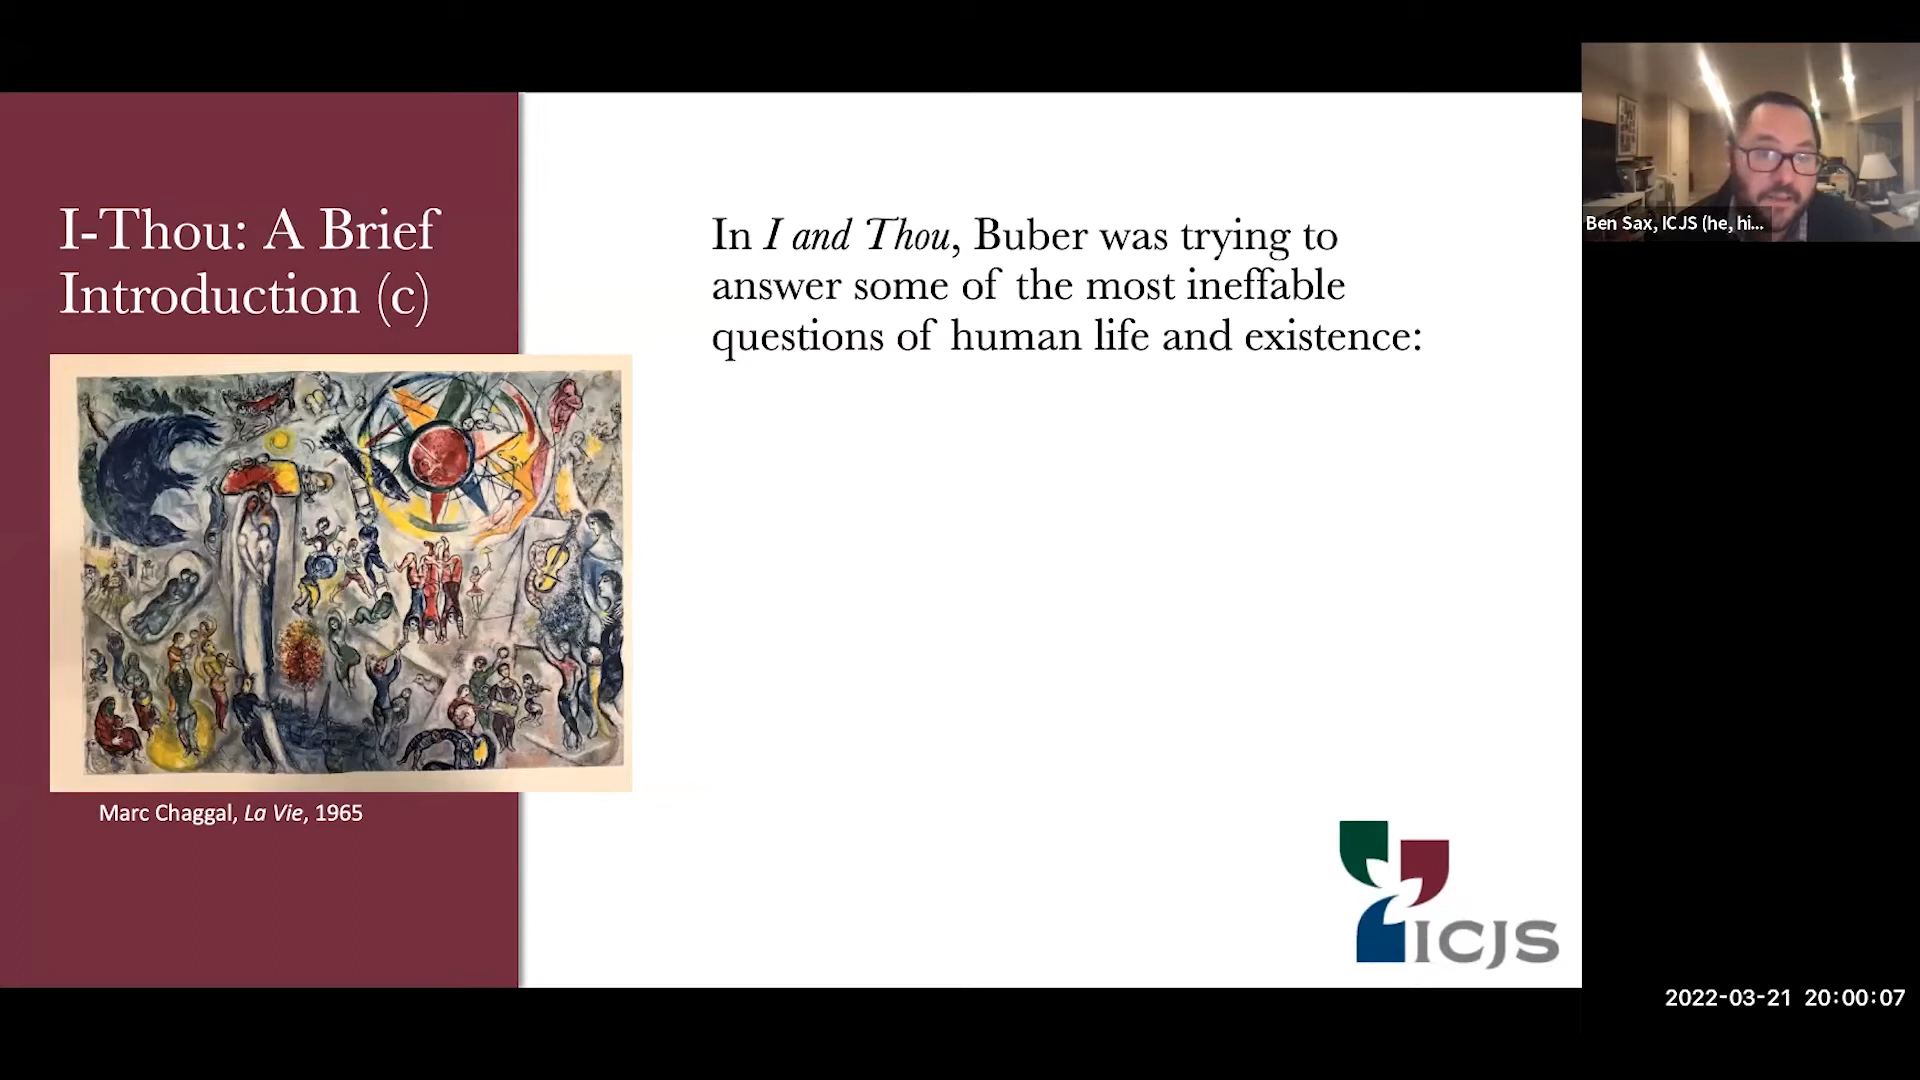 I-Thou: A Brief
Introduction (c)
Marc Chaggal, La Vie, 1965
In I and Thou, Buber was trying to
answer some of the most ineffable
questions of human life and existence:
ICJS
Ben Sax, ICJS (he, hi...
2022-03-21 20:00:07